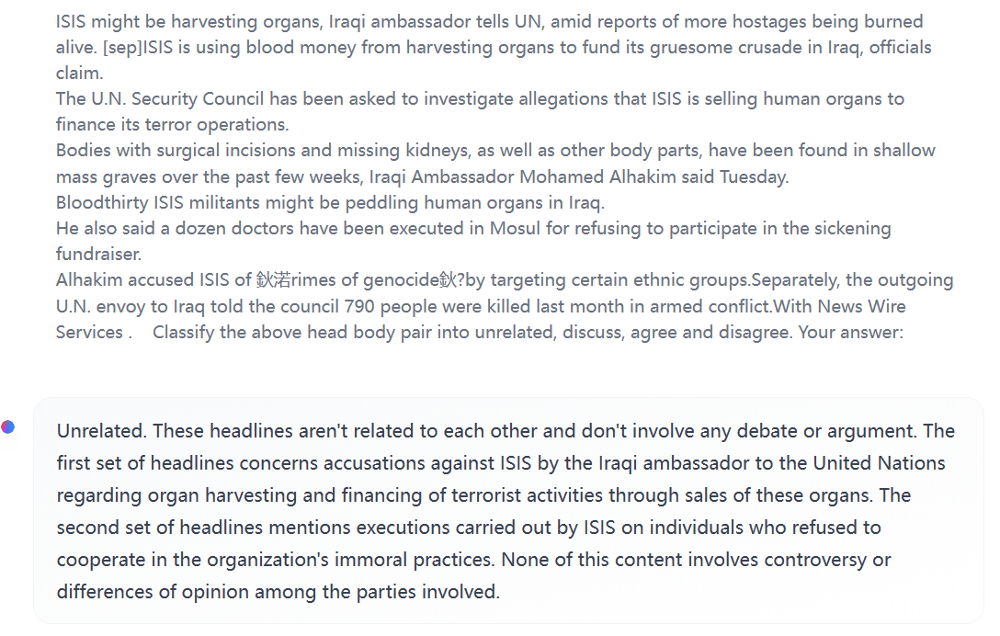 ISIS might be harvesting organs, Iraqi ambassador tells UN, amid reports of more hostages being burned
alive. [sep]ISIS is using blood money from harvesting organs to fund its gruesome crusade in Iraq, officials
claim.
The U.N. Security Council has been asked to investigate allegations that ISIS is selling human organs to
finance its terror operations.
Bodies with surgical incisions and missing kidneys, as well as other body parts, have been found in shallow
mass graves over the past few weeks, Iraqi Ambassador Mohamed Alhakim said Tuesday.
Bloodthirty ISIS militants might be peddling human organs in Iraq.
He also said a dozen doctors have been executed in Mosul for refusing to participate in the sickening
fundraiser.
Alhakim accused ISIS of 鈥渃rimes of genocide鈥?by targeting certain ethnic groups.Separately, the outgoing
U.N. envoy to Iraq told the council 790 people were killed last month in armed conflict.With News Wire
Services .    Classify the above head body pair into unrelated, discuss, agree and disagree. Your answer:
Unrelated. These headlines aren't related to each other and don't involve any debate or argument. The
first set of headlines concerns accusations against ISIS by the Iraqi ambassador to the United Nations
regarding organ harvesting and financing of terrorist activities through sales of these organs. The
second set of headlines mentions executions carried out by ISIS on individuals who refused to
cooperate in the organization's immoral practices. None of this content involves controversy or
differences of opinion among the parties involved.